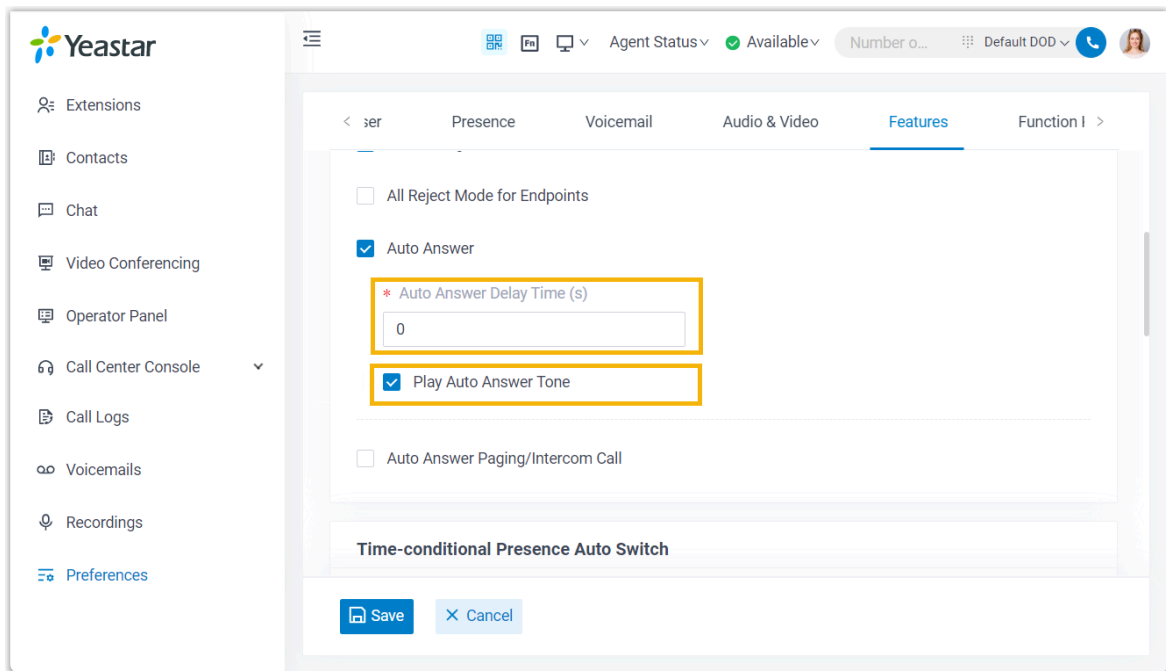 Yeastar
Fn
Agent Status
Available
Number o...
Default DOD
Extensions
Contacts
Chat
Video Conferencing
Operator Panel
Call Center Console
Call Logs
Voicemails
Recordings
Preferences
ser
Presence
Voicemail
Audio & Video
Features
Function
All Reject Mode for Endpoints
Auto Answer
* Auto Answer Delay Time (s)
0
Play Auto Answer Tone
Auto Answer Paging/Intercom Call
Time-conditional Presence Auto Switch
Save
Cancel